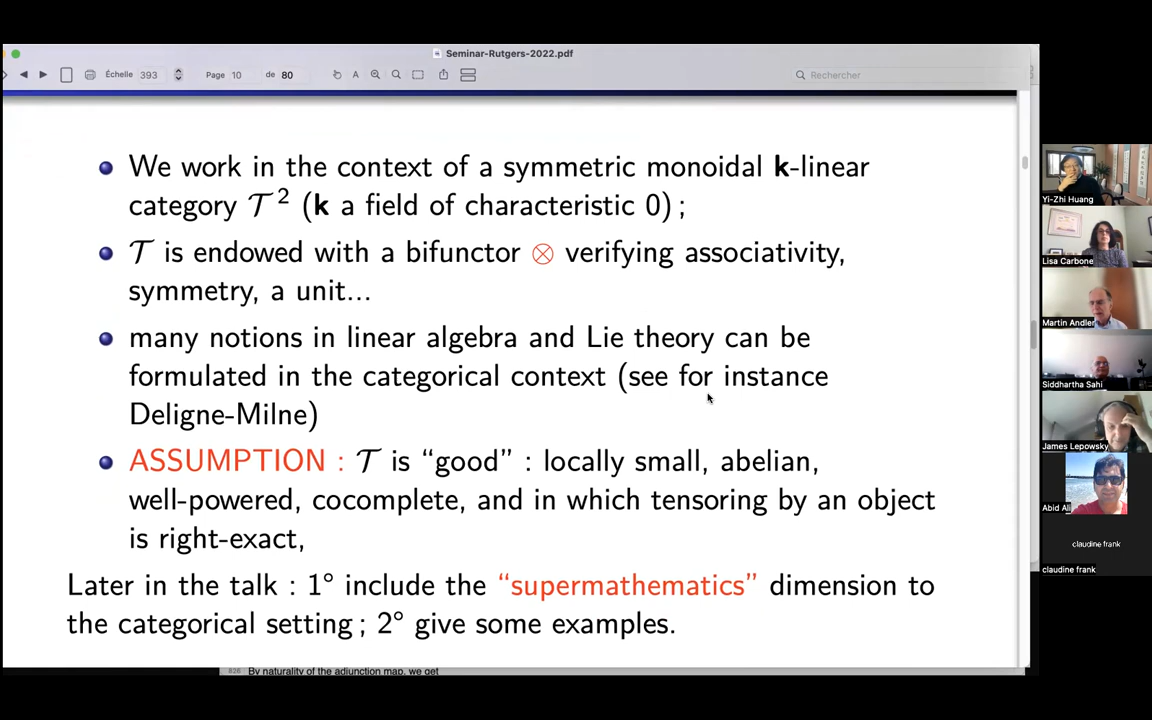 Seminar-Rutgers-2022.pdf
Échelle 393 Page 10 de 80 Rechercher
• We work in the context of a symmetric monoidal k-linear
category 𝒯 ² (k a field of characteristic 0) ;
• 𝒯 is endowed with a bifunctor ⊗ verifying associativity,
symmetry, a unit...
• many notions in linear algebra and Lie theory can be
formulated in the categorical context (see for instance
Deligne-Milne)
• ASSUMPTION : 𝒯 is “good” : locally small, abelian,
well-powered, cocomplete, and in which tensoring by an object
is right-exact,
Later in the talk : 1° include the “supermathematics” dimension to
the categorical setting ; 2° give some examples.
By naturality of the adjunction map, we get
Yi-Zhi Huang
Lisa Carbone
Martin Andler
Siddhartha Sahi
James Lepowsky
Abid Ali
claudine frank
claudine frank